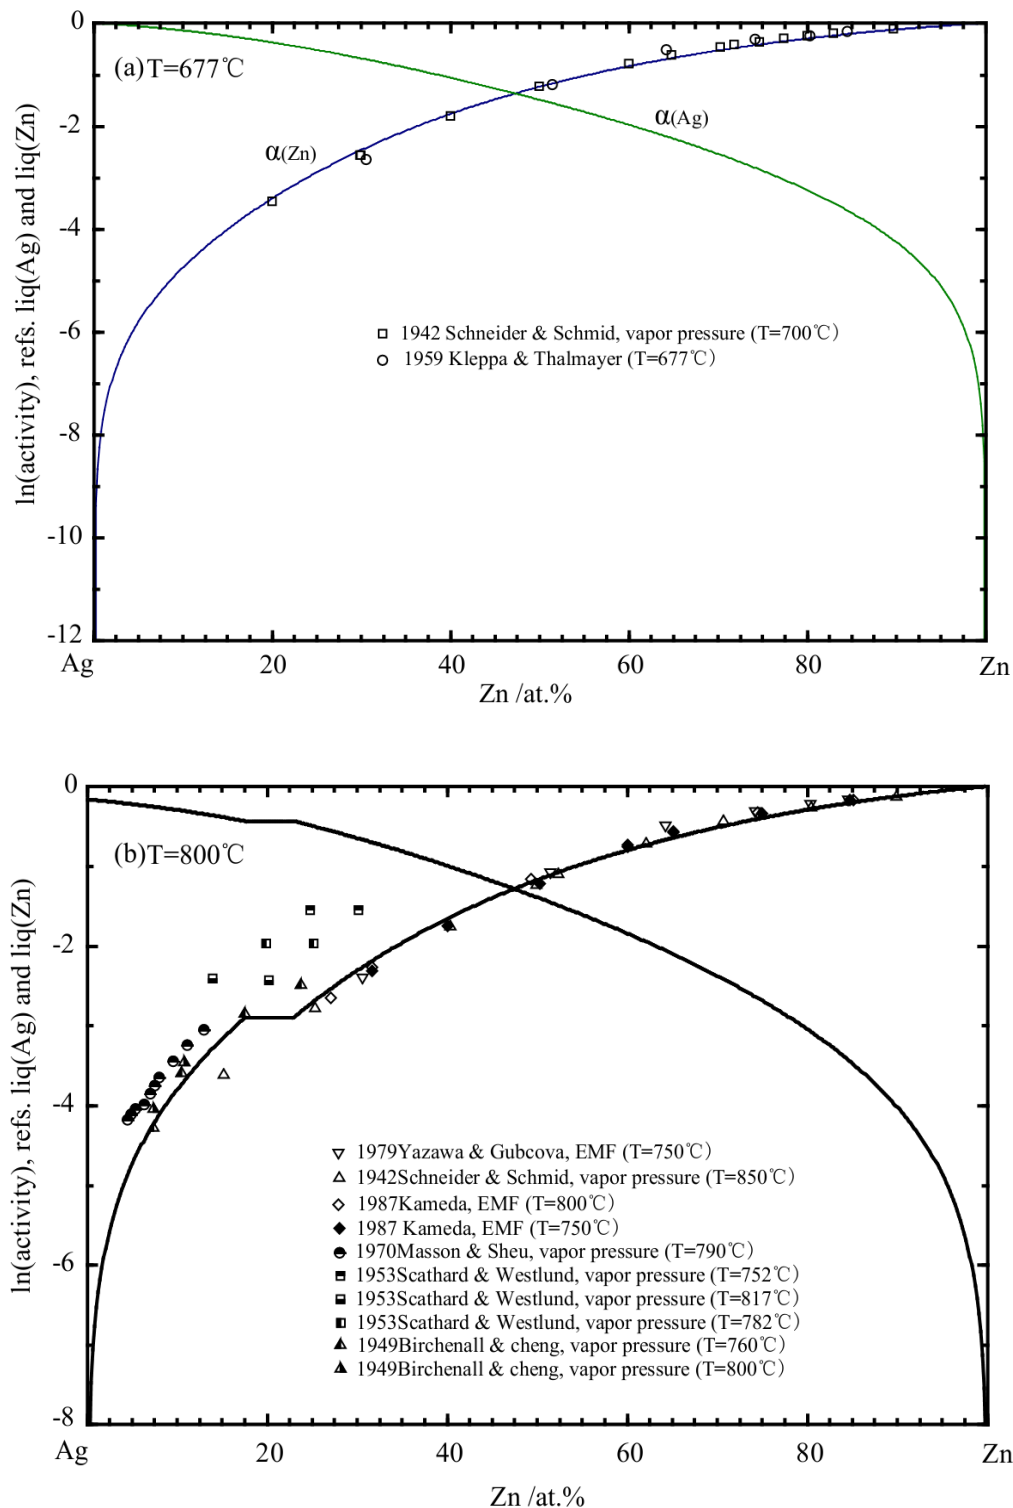 0
(a)T=677℃
α(Ag)
-2
α(Zn)
-4
ln(activity), refs. liq(Ag) and liq(Zn)
1942 Schneider & Schmid, vapor pressure (T=700℃)
-6
1959 Kleppa & Thalmayer (T=677℃)
-8
-10
-12
Ag 20 40 60 80 Zn
Zn /at.%
0
(b)T=800℃
-2
ln(activity), refs. liq(Ag) and liq(Zn)
-4
1979Yazawa & Gubcova, EMF (T=750℃)
1942Schneider & Schmid, vapor pressure (T=850℃)
1987Kameda, EMF (T=800℃)
1987 Kameda, EMF (T=750℃)
1970Masson & Sheu, vapor pressure (T=790℃)
-6
1953Scathard & Westlund, vapor pressure (T=752℃)
1953Scathard & Westlund, vapor pressure (T=817℃)
1953Scathard & Westlund, vapor pressure (T=782℃)
1949Birchenall & cheng, vapor pressure (T=760℃)
1949Birchenall & cheng, vapor pressure (T=800℃)
-8
Ag 20 40 60 80 Zn
Zn /at.%